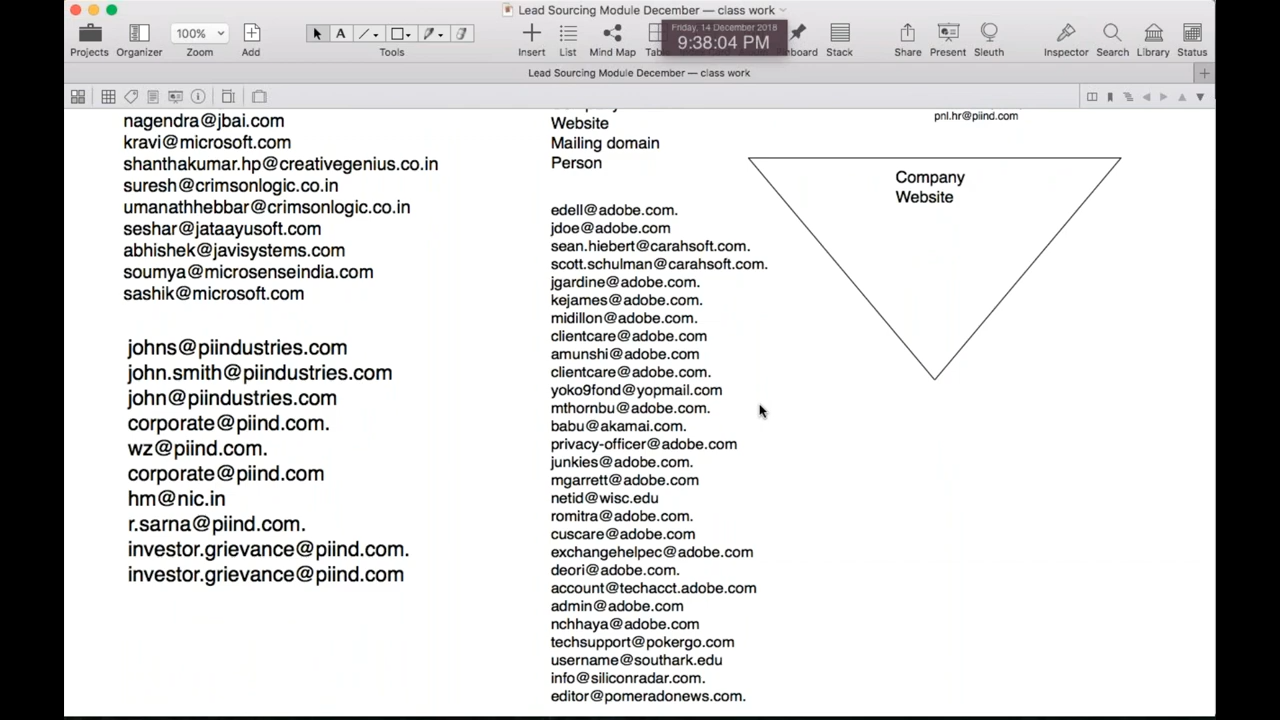 Lead Sourcing Module December — class work
Projects
Organizer
100%
Zoom
Add
A
Tools
Insert
List
Mind Map
Friday, 14 December 2018
9:38:04 PM
Stack
Share
Present
Sleuth
Inspector
Search
Library
Status
Lead Sourcing Module December — class work
nagendra@jbai.com
kravi@microsoft.com
shanthakumar.hp@creativegenius.co.in
suresh@crimsonlogic.co.in
umanathhebbar@crimsonlogic.co.in
seshar@jataayusoft.com
abhishek@javisystems.com
soumya@microsenseindia.com
sashik@microsoft.com
johns@piindustries.com
john.smith@piindustries.com
john@piindustries.com
corporate@piind.com.
wz@piind.com.
corporate@piind.com
hm@nic.in
r.sarna@piind.com.
investor.grievance@piind.com.
investor.grievance@piind.com
Website
Mailing domain
Person
edell@adobe.com.
jdoe@adobe.com
sean.hiebert@carahsoft.com.
scott.schulman@carahsoft.com.
jgardine@adobe.com.
kejames@adobe.com.
midillon@adobe.com.
clientcare@adobe.com
amunshi@adobe.com
clientcare@adobe.com.
yoko9fond@yopmail.com
mthornbu@adobe.com.
babu@akamai.com.
privacy-officer@adobe.com
junkies@adobe.com.
mgarrett@adobe.com
netid@wisc.edu
romitra@adobe.com.
cuscare@adobe.com
exchangehelpec@adobe.com
deori@adobe.com.
account@techacct.adobe.com
admin@adobe.com
nchhaya@adobe.com
techsupport@pokergo.com
username@southark.edu
info@siliconradar.com.
editor@pomeradonews.com.
pnl.hr@piind.com
Company
Website